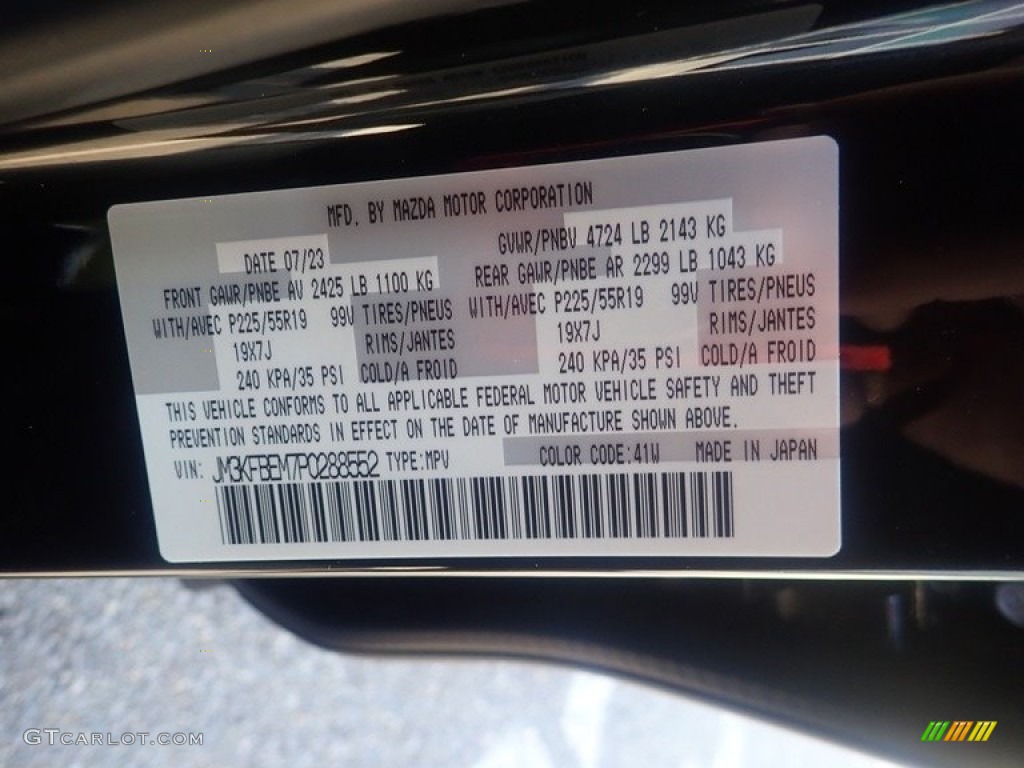 MFD. BY MAZDA MOTOR CORPORATION
DATE 07/23 GVWR/PNBV 4724 LB 2143 KG
FRONT GAWR/PNBE AV 2425 LB 1100 KG REAR GAWR/PNBE AR 2299 LB 1043 KG
WITH/AVEC P225/55R19 99V TIRES/PNEUS WITH/AVEC P225/55R19 99V TIRES/PNEUS
19X7J RIMS/JANTES 19X7J RIMS/JANTES
240 KPA/35 PSI COLD/A FROID 240 KPA/35 PSI COLD/A FROID
THIS VEHICLE CONFORMS TO ALL APPLICABLE FEDERAL MOTOR VEHICLE SAFETY AND THEFT
PREVENTION STANDARDS IN EFFECT ON THE DATE OF MANUFACTURE SHOWN ABOVE.
VIN: JM3KFBEM7P0288552 TYPE:MPV COLOR CODE:41W MADE IN JAPAN
GTCARLOT.COM